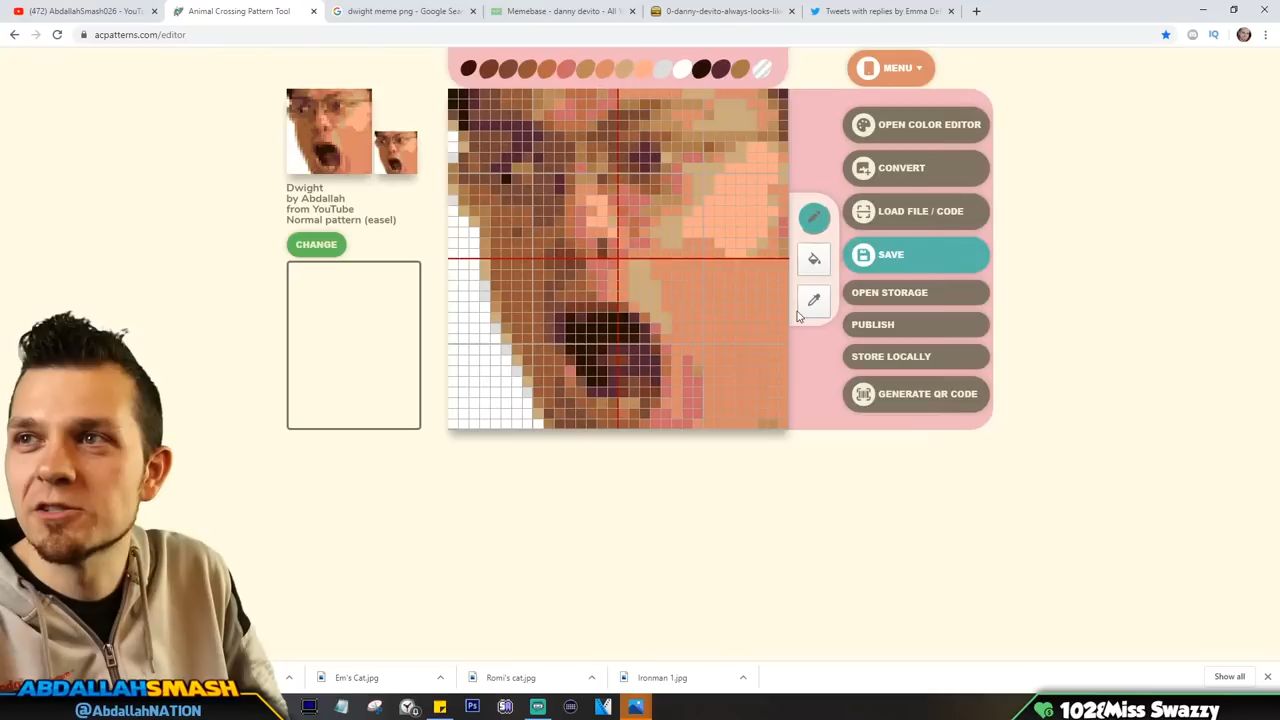 (472) AbdallahSmash026 - YouTu
Animal Crossing Pattern Tool
dwight meme png - Google Sea
Memebase - danny devito - All
0-danny-devito-always-looks-lik
Tweets with replies by Emma De
acpatterns.com/editor
IQ
MENU
OPEN COLOR EDITOR
CONVERT
LOAD FILE / CODE
SAVE
OPEN STORAGE
PUBLISH
STORE LOCALLY
GENERATE QR CODE
Dwight
by Abdallah
from YouTube
Normal pattern (easel)
CHANGE
Em's Cat.jpg
Romi's cat.jpg
Ironman 1.jpg
Show all
ABDALLAHSMASH
@AbdallahNATION
Ps
102(Miss Swazzy